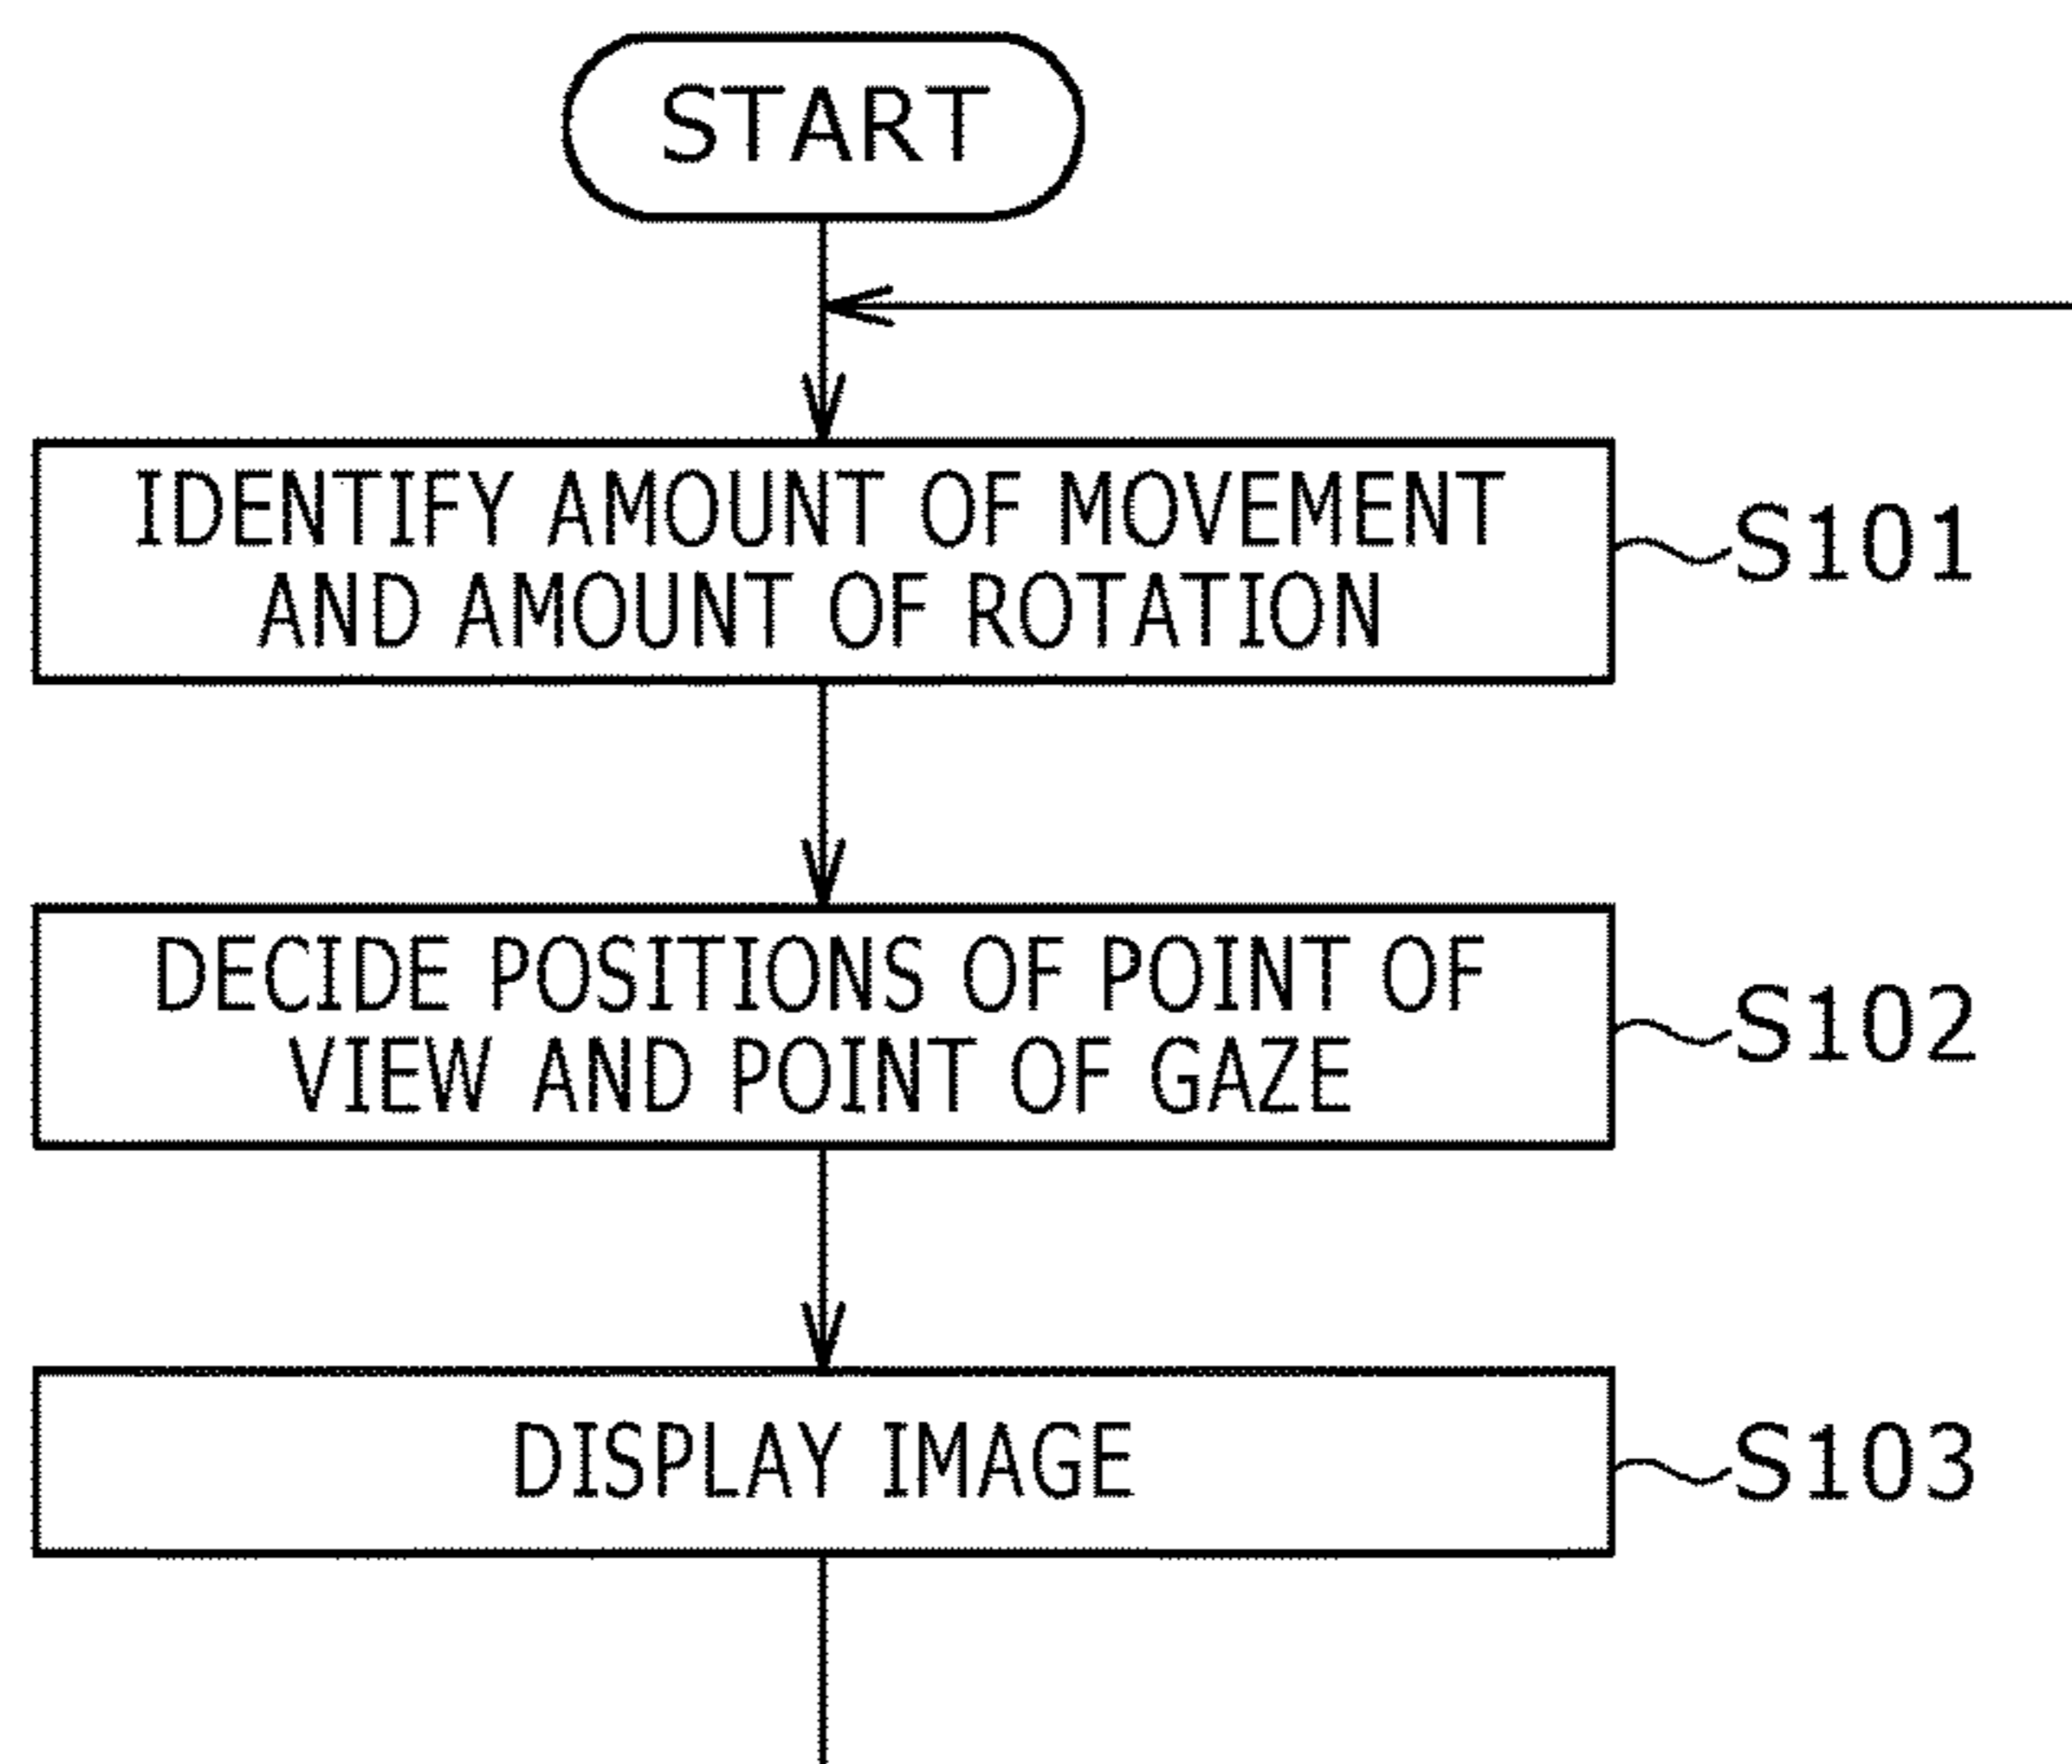 START
IDENTIFY AMOUNT OF MOVEMENT
AND AMOUNT OF ROTATION
S101
DECIDE POSITIONS OF POINT OF
VIEW AND POINT OF GAZE
S102
DISPLAY IMAGE
S103